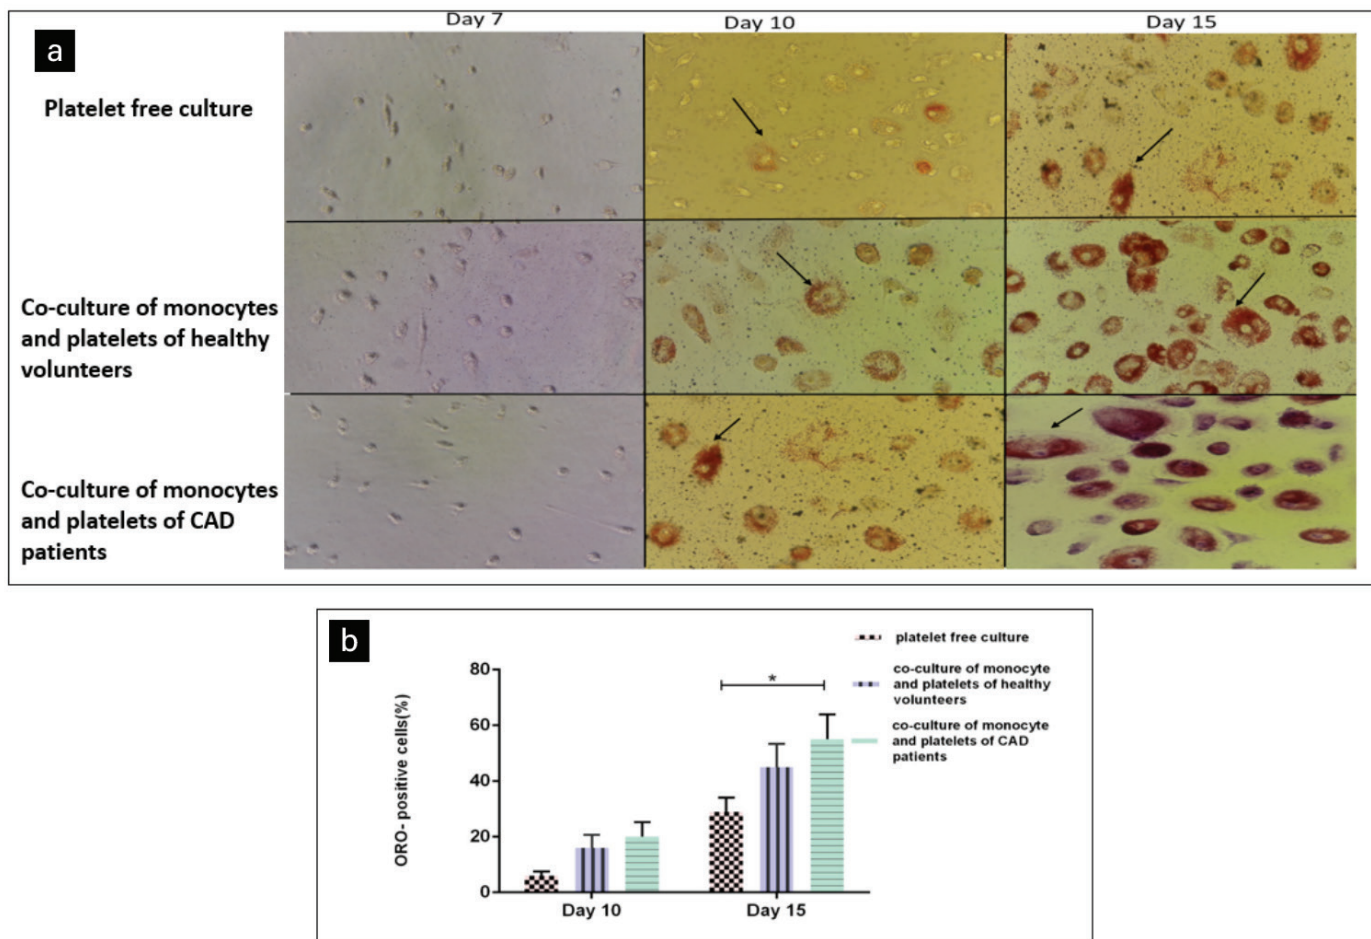 Day 7
Day 10
Day 15
a
Platelet free culture
Co-culture of monocytes
and platelets of healthy
volunteers
Co-culture of monocytes
and platelets of CAD
patients
b
platelet free culture
co-culture of monocyte
and platelets of healthy
volunteers
co-culture of monocyte
and platelets of CAD
patients
ORO- positive cells(%)
80
60
40
20
0
*
Day 10
Day 15